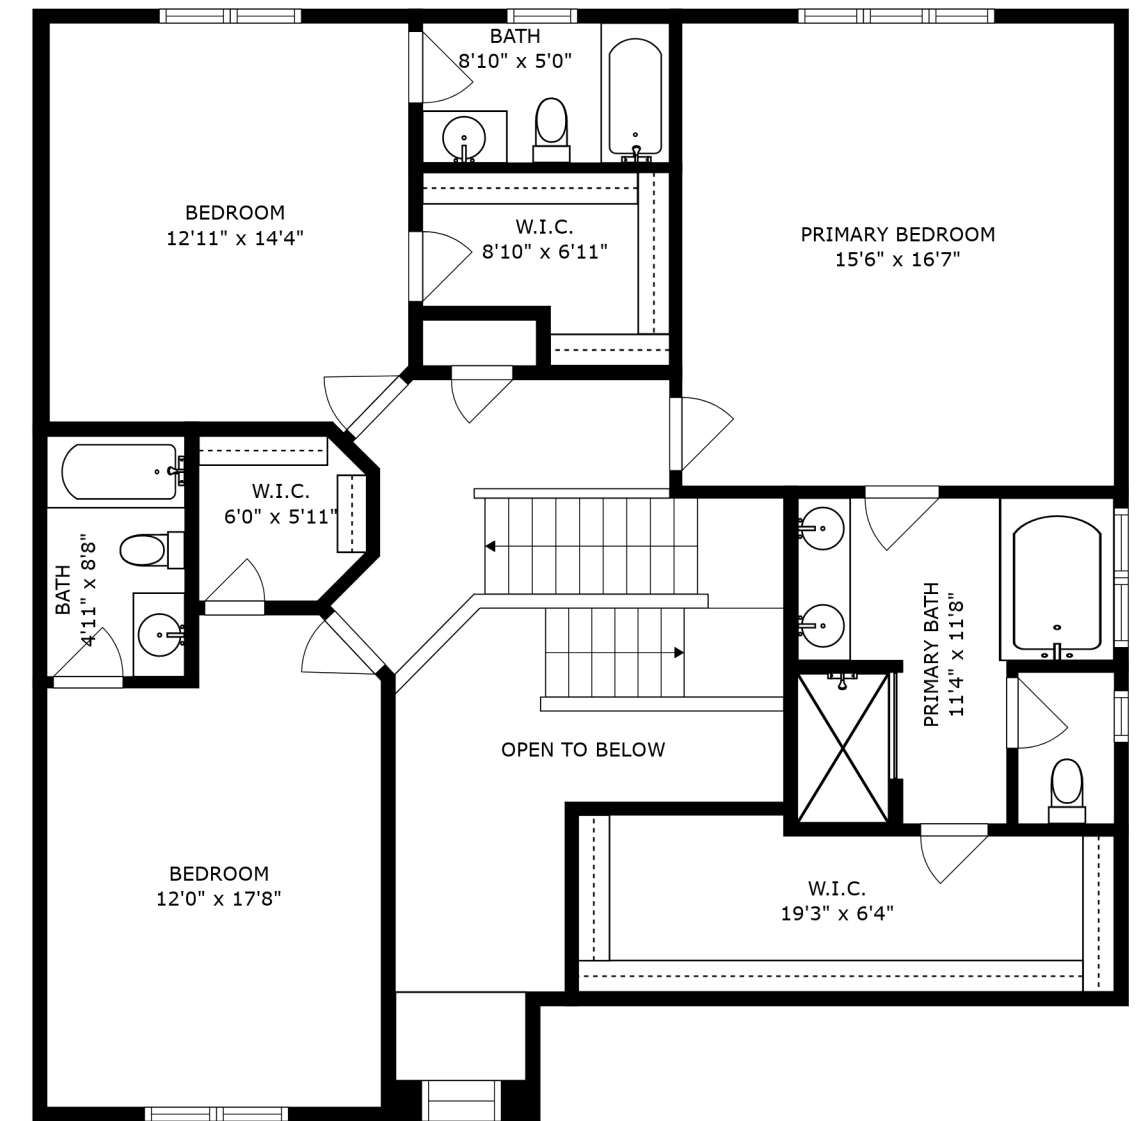 BATH
8'10" x 5'0"
BEDROOM
12'11" x 14'4"
W.I.C.
8'10" x 6'11"
PRIMARY BEDROOM
15'6" x 16'7"
W.I.C.
6'0" x 5'11"
BATH
4'11" x 8'8"
PRIMARY BATH
11'4" x 11'8"
OPEN TO BELOW
BEDROOM
12'0" x 17'8"
W.I.C.
19'3" x 6'4"